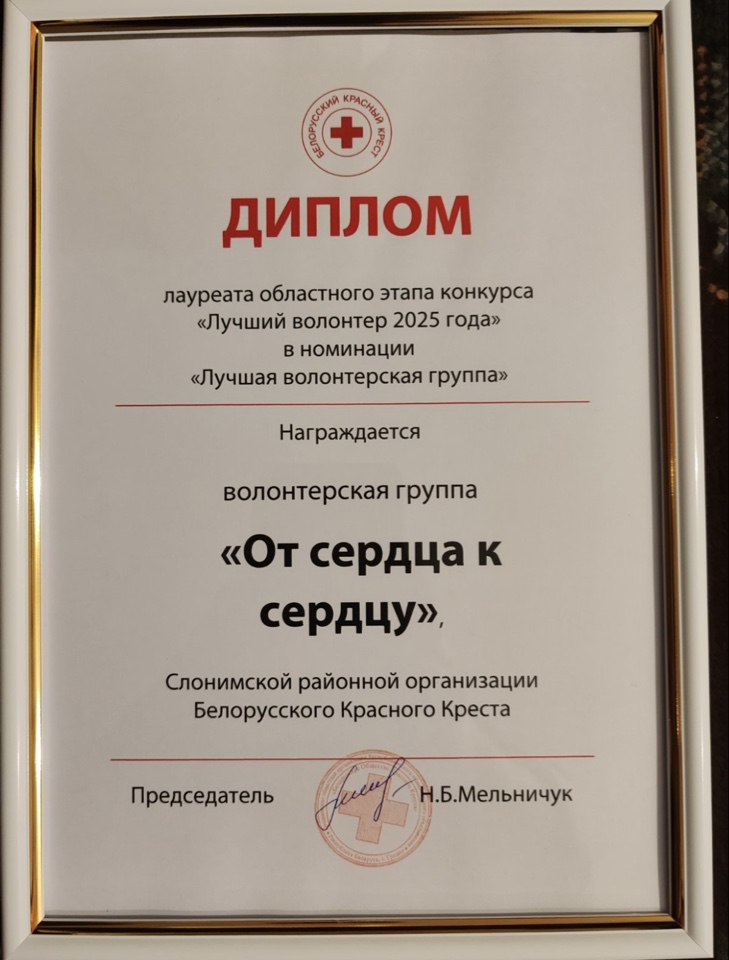 БЕЛОРУССКИЙ КРАСНЫЙ КРЕСТ
ДИПЛОМ
лауреата областного этапа конкурса
«Лучший волонтер 2025 года»
в номинации
«Лучшая волонтерская группа»
Награждается
волонтерская группа
«От сердца к
сердцу»,
Слонимской районной организации
Белорусского Красного Креста
Председатель
Н.Б.Мельничук